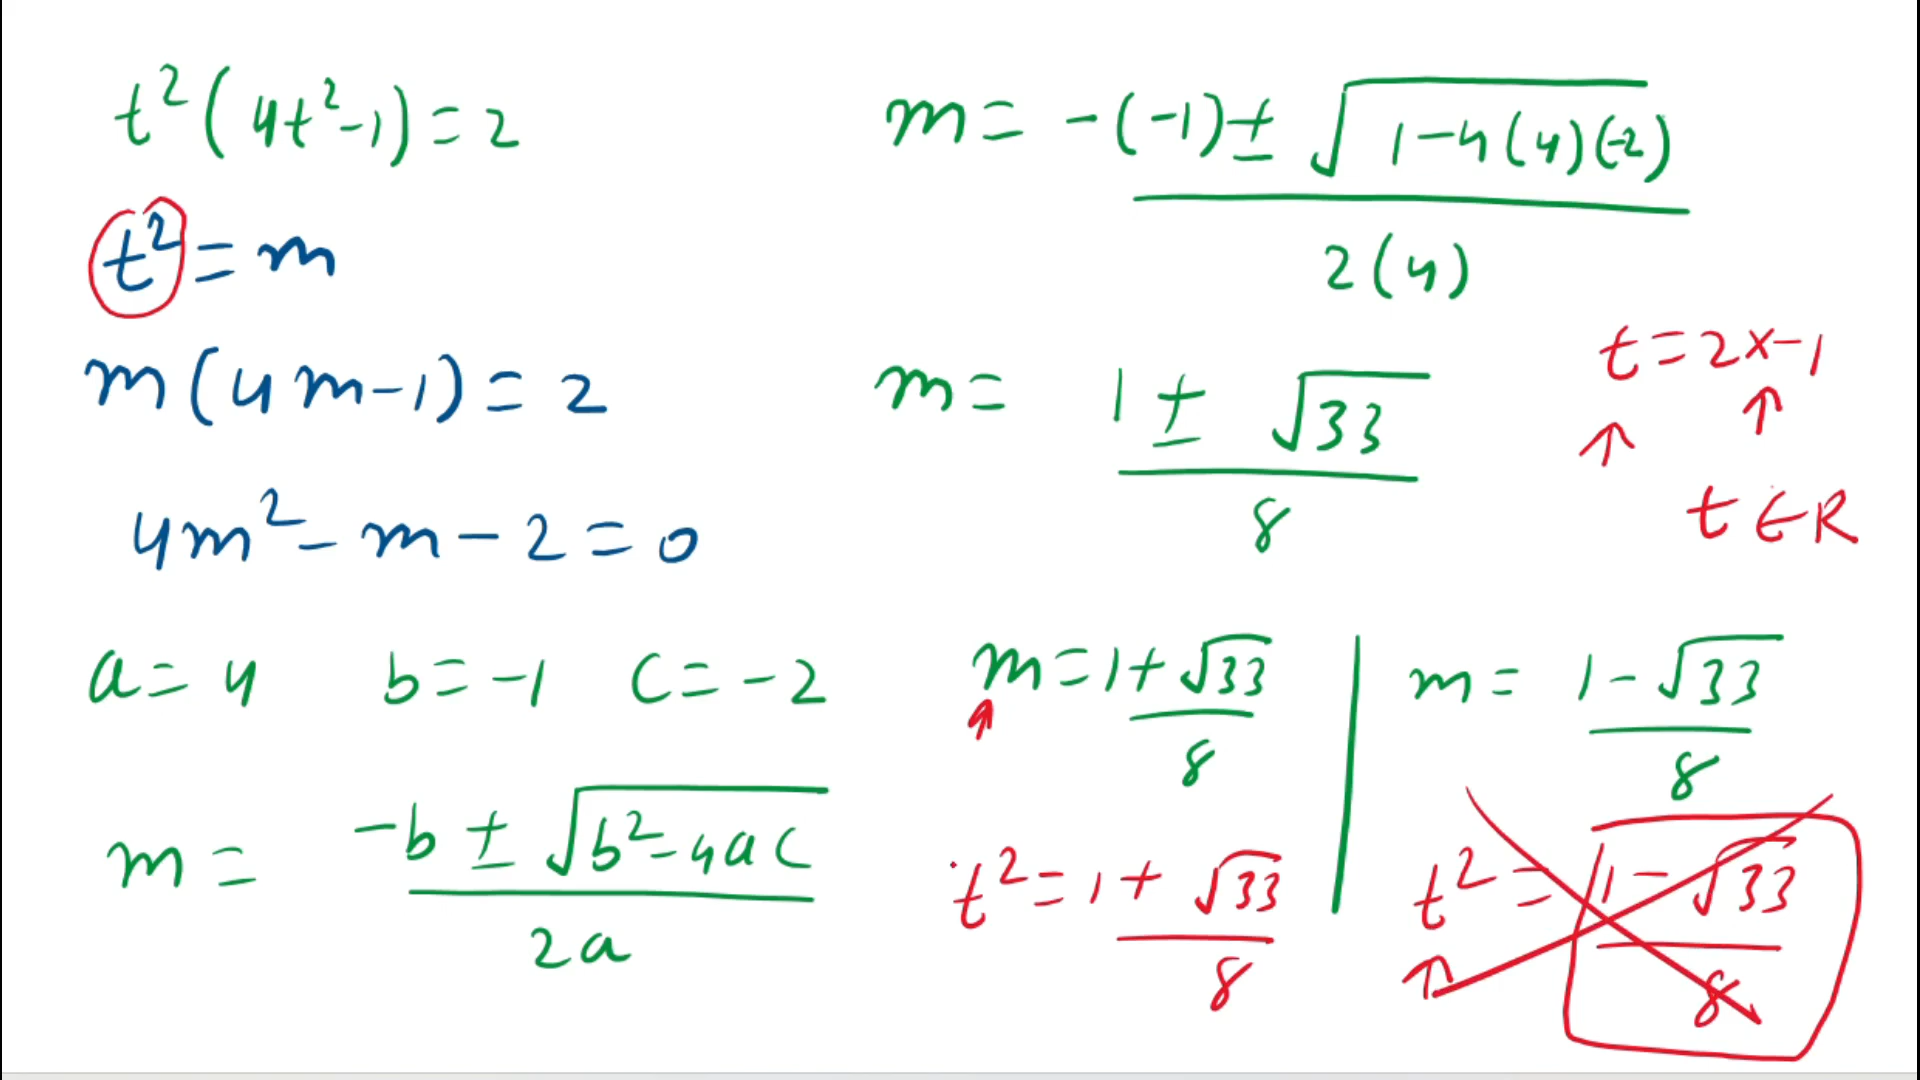 t²(4t²-1)=2
t²=m
m(4m-1)=2
4m²-m-2=0
a=4 b=-1 c=-2
m = -b ± √b²-4ac
2a
m = -(-1) ± √1-4(4)(-2)
2(4)
m = 1 ± √33
8
t=2x-1
t∈R
m=1+√33
8
t²=1+√33
8
m=1-√33
8
t²=1-√33
8